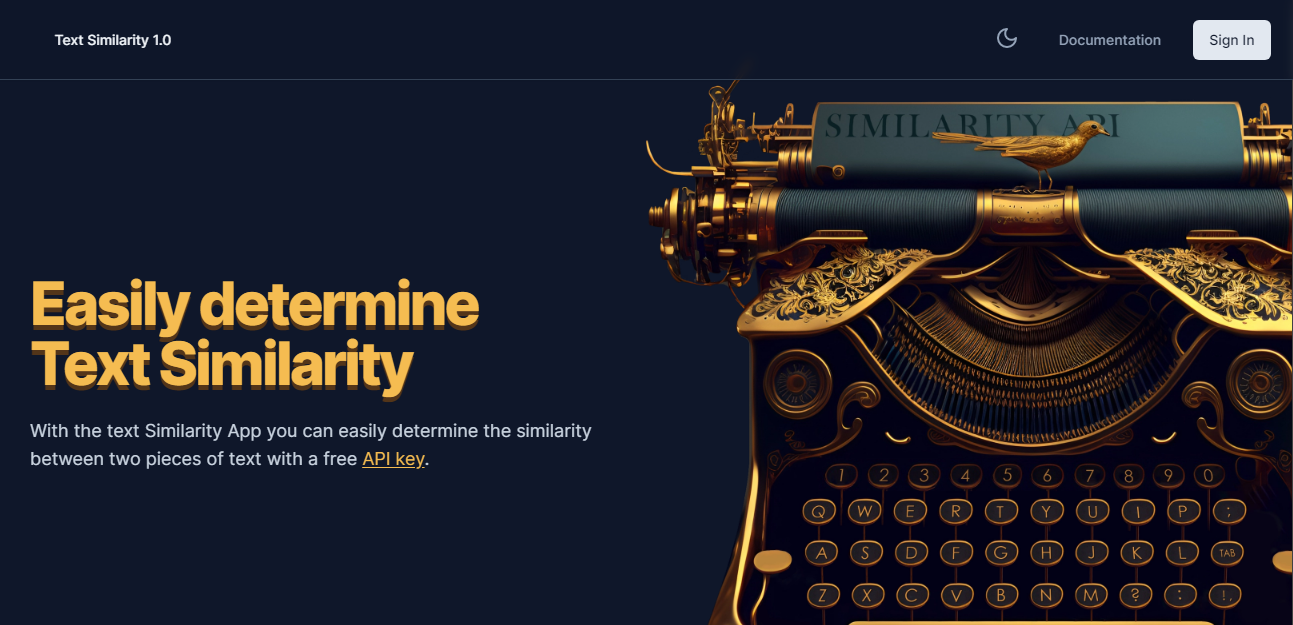 Text Similarity 1.0
Documentation
Sign In
SIMILARITY API
Easily determine
Text Similarity
With the text Similarity App you can easily determine the similarity
between two pieces of text with a free API key.
1 2 3 4 5 6 7 8 9 0
Q W E R T Y U I P ;
A S D F G H J K L TAB
Z X C V B N M ? : !,